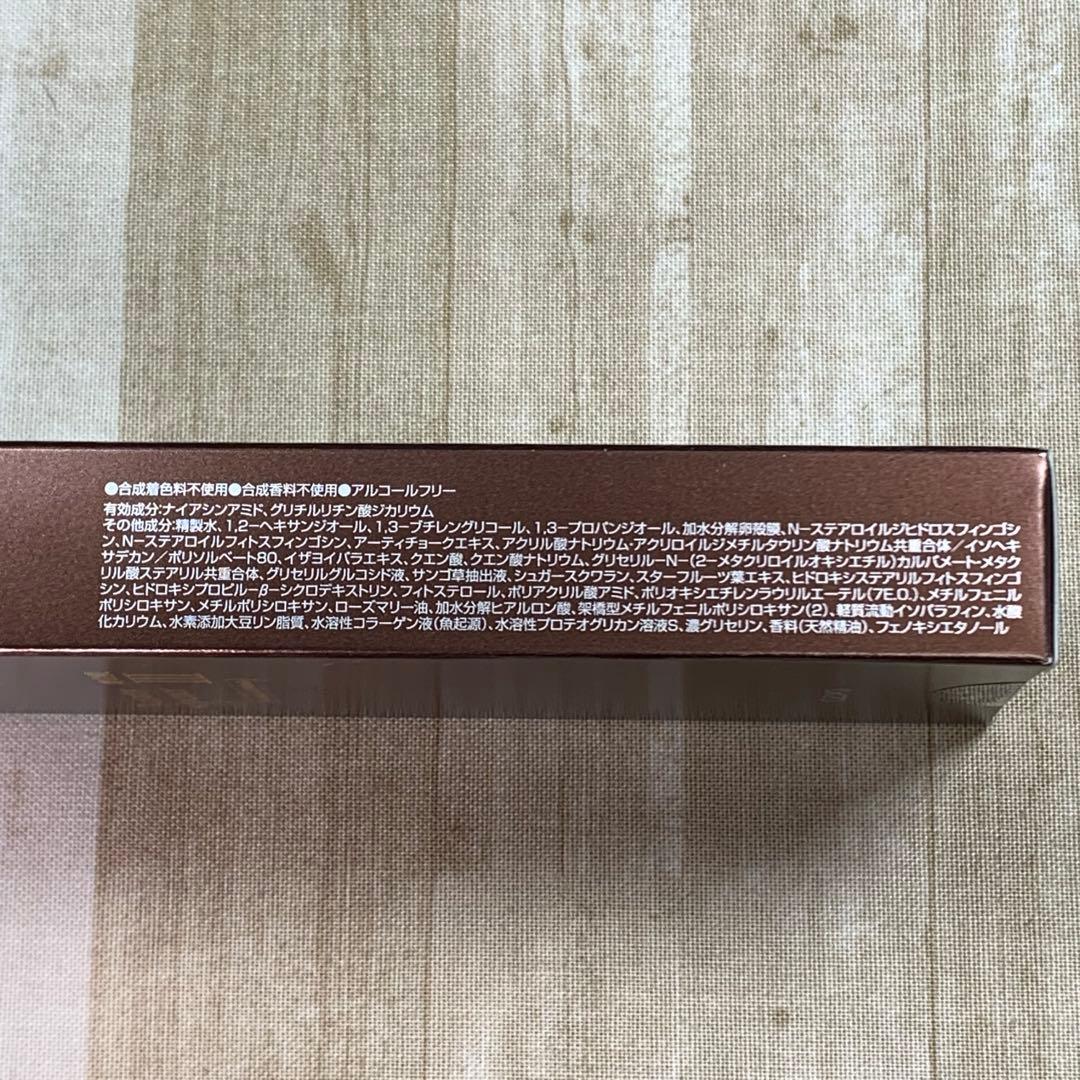 ●合成着色料不使用●合成香料不使用●アルコールフリー
有効成分:ナイアシンアミド、グリチルリチン酸ジカリウム
その他成分:精製水、1,2-ヘキサンジオール、1,3-ブチレングリコール、1,3-プロパンジオール、加水分解卵殻膜、N-ステアロイルジヒドロスフィンゴシ
ン、N-ステアロイルフィトスフィンゴシン、アーティチョークエキス、アクリル酸ナトリウム・アクリロイルジメチルタウリン酸ナトリウム共重合体/イソヘキ
サデカン/ポリソルベート80、イザヨイバラエキス、クエン酸、クエン酸ナトリウム、グリセリル-N-(2-メタクリロイルオキシエチル)カルバメート・メタク
リル酸ステアリル共重合体、グリセリルグルコシド液、サンゴ草抽出液、シュガースクワラン、スターフルーツ葉エキス、ヒドロキシステアリルフィトスフィンゴ
シン、ヒドロキシプロピル-β-シクロデキストリン、フィトステロール、ポリアクリル酸アミド、ポリオキシエチレンラウリルエーテル(7E.O.)、メチルフェニル
ポリシロキサン、メチルポリシロキサン、ローズマリー油、加水分解ヒアルロン酸、架橋型メチルフェニルポリシロキサン(2)、軽質流動イソパラフィン、水酸
化カリウム、水素添加大豆リン脂質、水溶性コラーゲン液(魚起源)、水溶性プロテオグリカン溶液S、濃グリセリン、香料(天然精油)、フェノキシエタノール